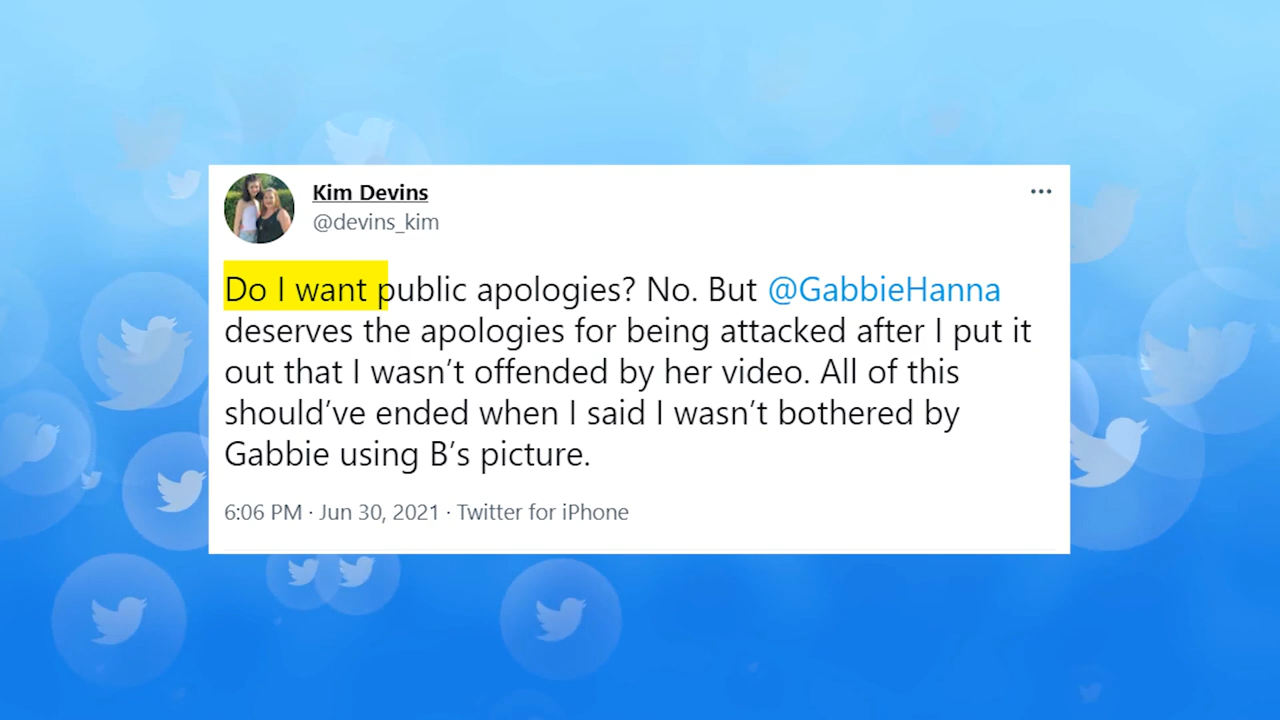 Kim Devins
@devins_kim
Do I want public apologies? No. But @GabbieHanna
deserves the apologies for being attacked after I put it
out that I wasn’t offended by her video. All of this
should’ve ended when I said I wasn’t bothered by
Gabbie using B’s picture.
6:06 PM · Jun 30, 2021 · Twitter for iPhone